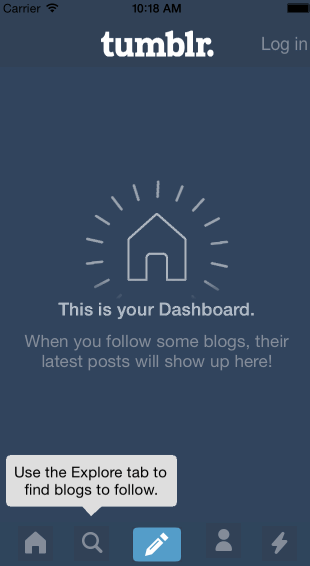 Carrier 10:18 AM
tumblr. Log in
This is your Dashboard.
When you follow some blogs, their
latest posts will show up here!
Use the Explore tab to
find blogs to follow.